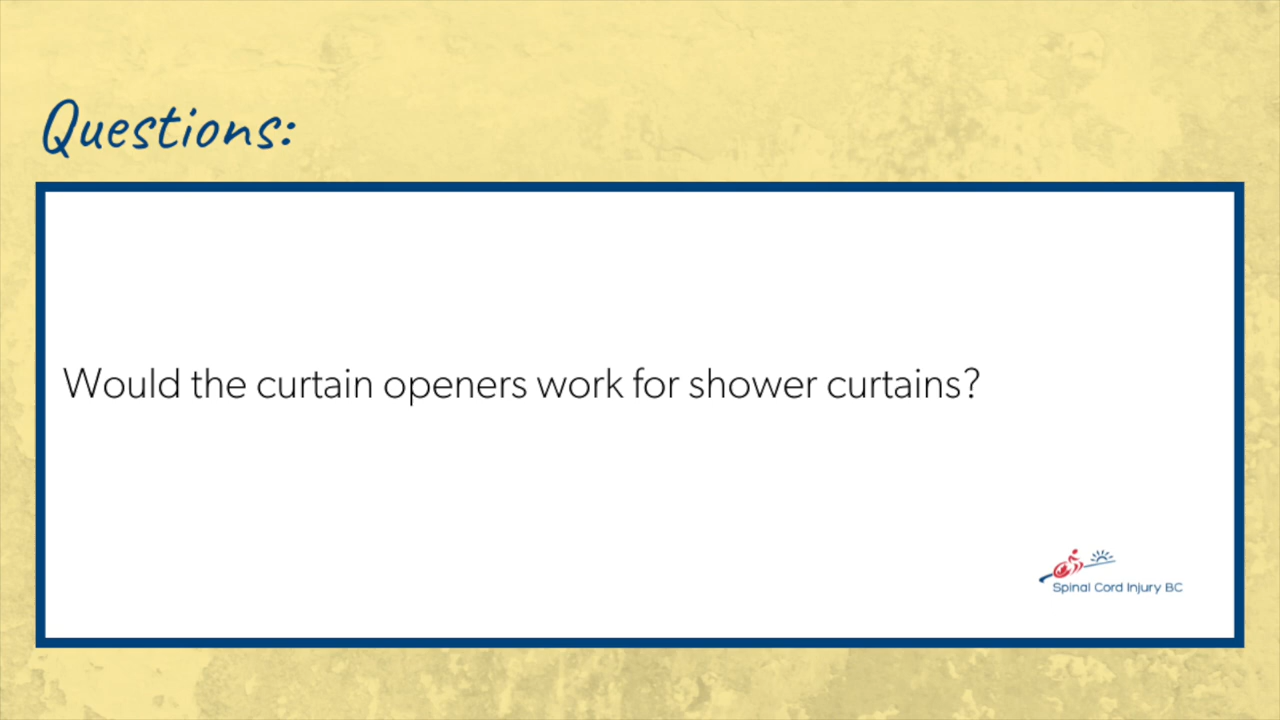 Questions:
Would the curtain openers work for shower curtains?
Spinal Cord Injury BC